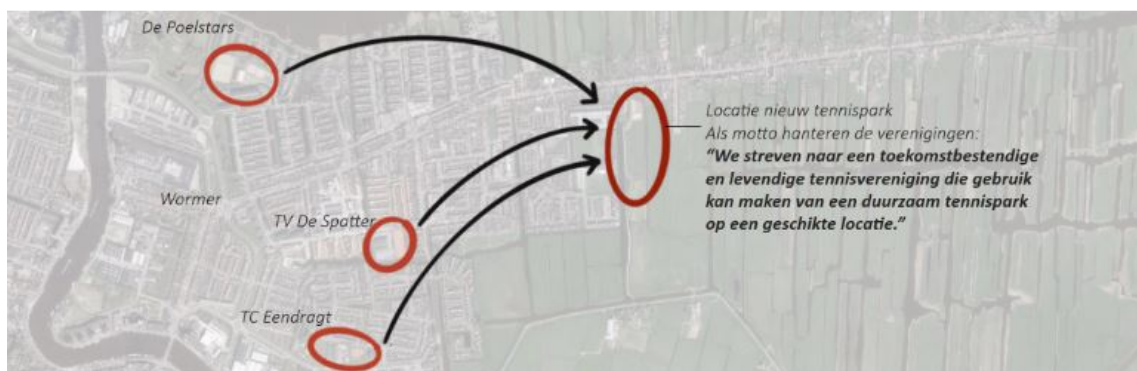 De Poelstars
Locatie nieuw tennispark
Als motto hanteren de verenigingen:
“We streven naar een toekomstbestendige
en levendige tennisvereniging die gebruik
kan maken van een duurzaam tennispark
op een geschikte locatie.”
Wormer
TV De Spatter
TC Eendragt